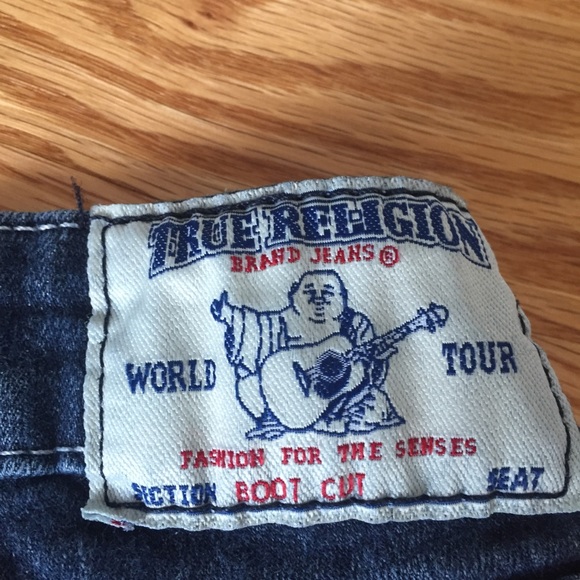 TRUE RELIGION
BRAND JEANS®
WORLD TOUR
FASHION FOR THE SENSES
SECTION BOOT CUT SEAT